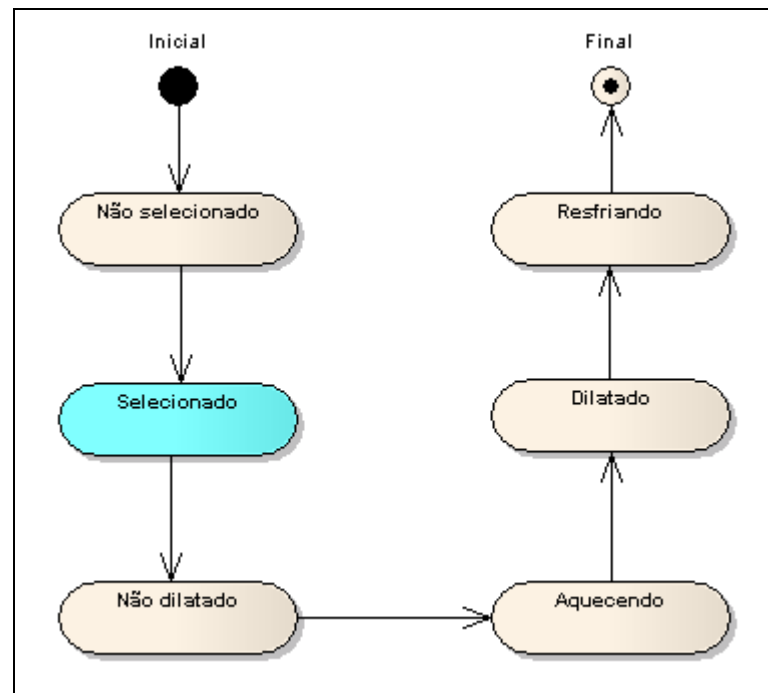 Inicial
Final
Não selecionado
Resfriando
Selecionado
Dilatado
Não dilatado
Aquecendo